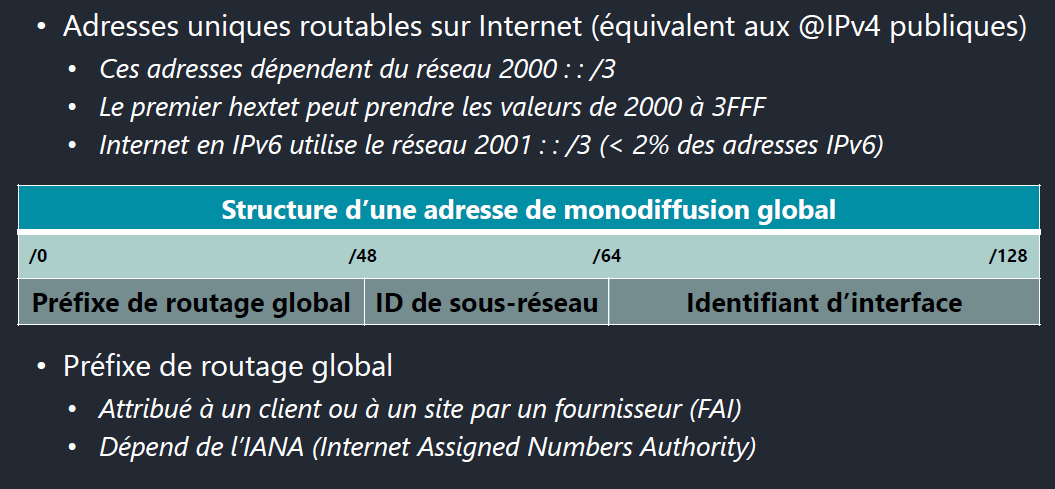 • Adresses uniques routables sur Internet (équivalent aux @IPv4 publiques)
• Ces adresses dépendent du réseau 2000 : : /3
• Le premier hextet peut prendre les valeurs de 2000 à 3FFF
• Internet en IPv6 utilise le réseau 2001 : : /3 (< 2% des adresses IPv6)
Structure d’une adresse de monodiffusion global
/0 /48 /64 /128
Préfixe de routage global ID de sous-réseau Identifiant d’interface
• Préfixe de routage global
• Attribué à un client ou à un site par un fournisseur (FAI)
• Dépend de l’IANA (Internet Assigned Numbers Authority)